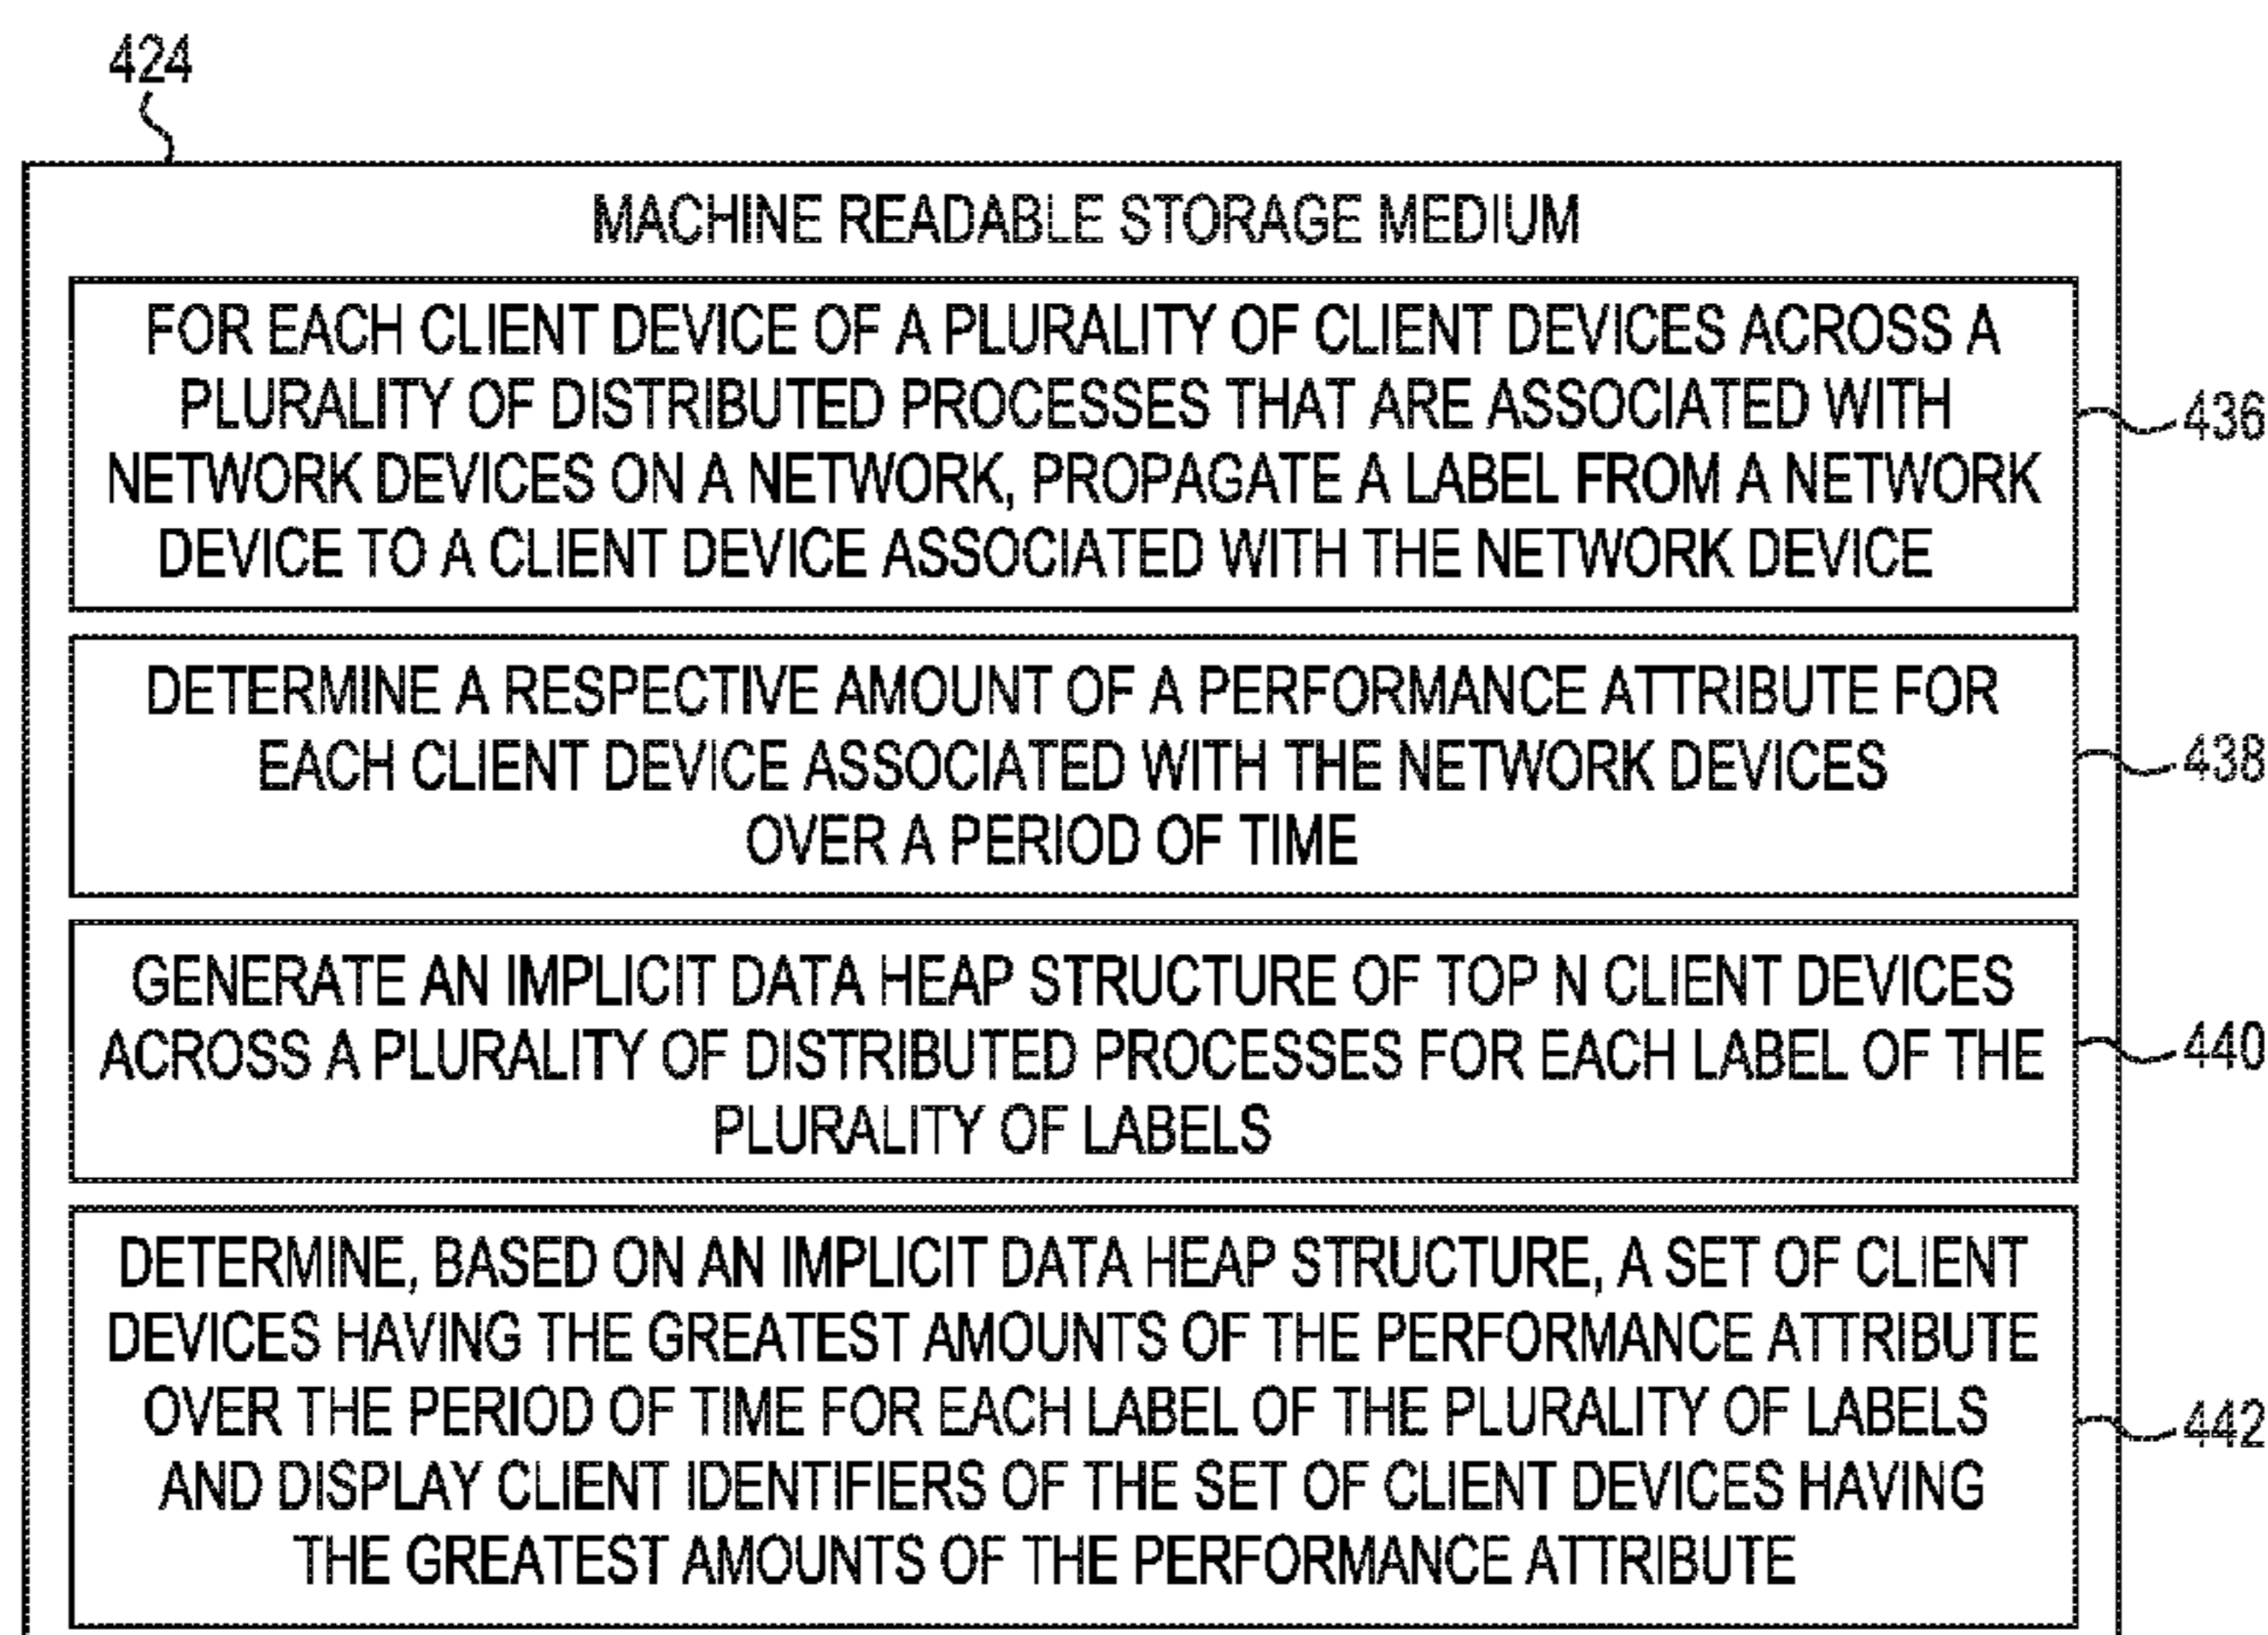 424
MACHINE READABLE STORAGE MEDIUM
FOR EACH CLIENT DEVICE OF A PLURALITY OF CLIENT DEVICES ACROSS A
PLURALITY OF DISTRIBUTED PROCESSES THAT ARE ASSOCIATED WITH
NETWORK DEVICES ON A NETWORK, PROPAGATE A LABEL FROM A NETWORK
DEVICE TO A CLIENT DEVICE ASSOCIATED WITH THE NETWORK DEVICE
436
DETERMINE A RESPECTIVE AMOUNT OF A PERFORMANCE ATTRIBUTE FOR
EACH CLIENT DEVICE ASSOCIATED WITH THE NETWORK DEVICES
OVER A PERIOD OF TIME
438
GENERATE AN IMPLICIT DATA HEAP STRUCTURE OF TOP N CLIENT DEVICES
ACROSS A PLURALITY OF DISTRIBUTED PROCESSES FOR EACH LABEL OF THE
PLURALITY OF LABELS
440
DETERMINE, BASED ON AN IMPLICIT DATA HEAP STRUCTURE, A SET OF CLIENT
DEVICES HAVING THE GREATEST AMOUNTS OF THE PERFORMANCE ATTRIBUTE
OVER THE PERIOD OF TIME FOR EACH LABEL OF THE PLURALITY OF LABELS
AND DISPLAY CLIENT IDENTIFIERS OF THE SET OF CLIENT DEVICES HAVING
THE GREATEST AMOUNTS OF THE PERFORMANCE ATTRIBUTE
442